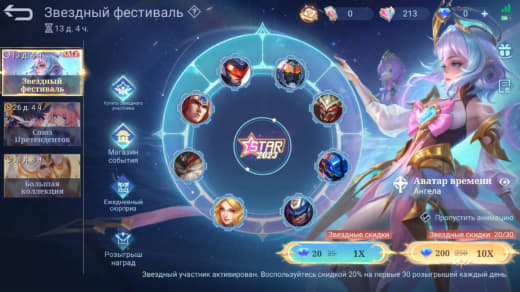 Звездный фестиваль
13 д. 4 ч.
0
213
0
13 д. 4 ч.
Звездный
фестиваль
26 д. 4 ч.
Союз
Претендентов
Большая
коллекция
Купить Звездного
участника
Магазин
события
Ежедневный
сюрприз
Розыгрыш
наград
STAR
2023
Аватар времени
Ангела
Пропустить анимацию
Звездные скидки
Звездные скидки: 20/30
20 25 1X
200 250 10X
Звездный участник активирован. Воспользуйтесь скидкой 20% на первые 30 розыгрышей каждый день.